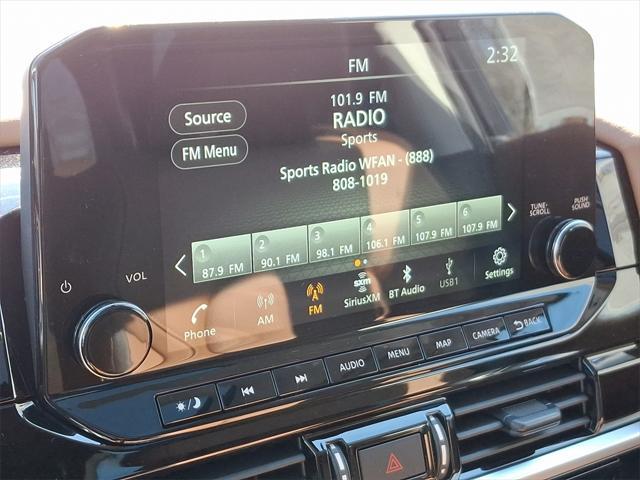 FM
2:32
Source
FM Menu
101.9 FM
RADIO
Sports
Sports Radio WFAN - (888)
808-1019
1 87.9 FM
2 90.1 FM
3 98.1 FM
4 106.1 FM
5 107.9 FM
6 107.9 FM
Phone
AM
FM
sxm
SiriusXM
BT Audio
USB1
Settings
VOL
TUNE-
SCROLL
PUSH
SOUND
AUDIO
MENU
MAP
CAMERA
BACK